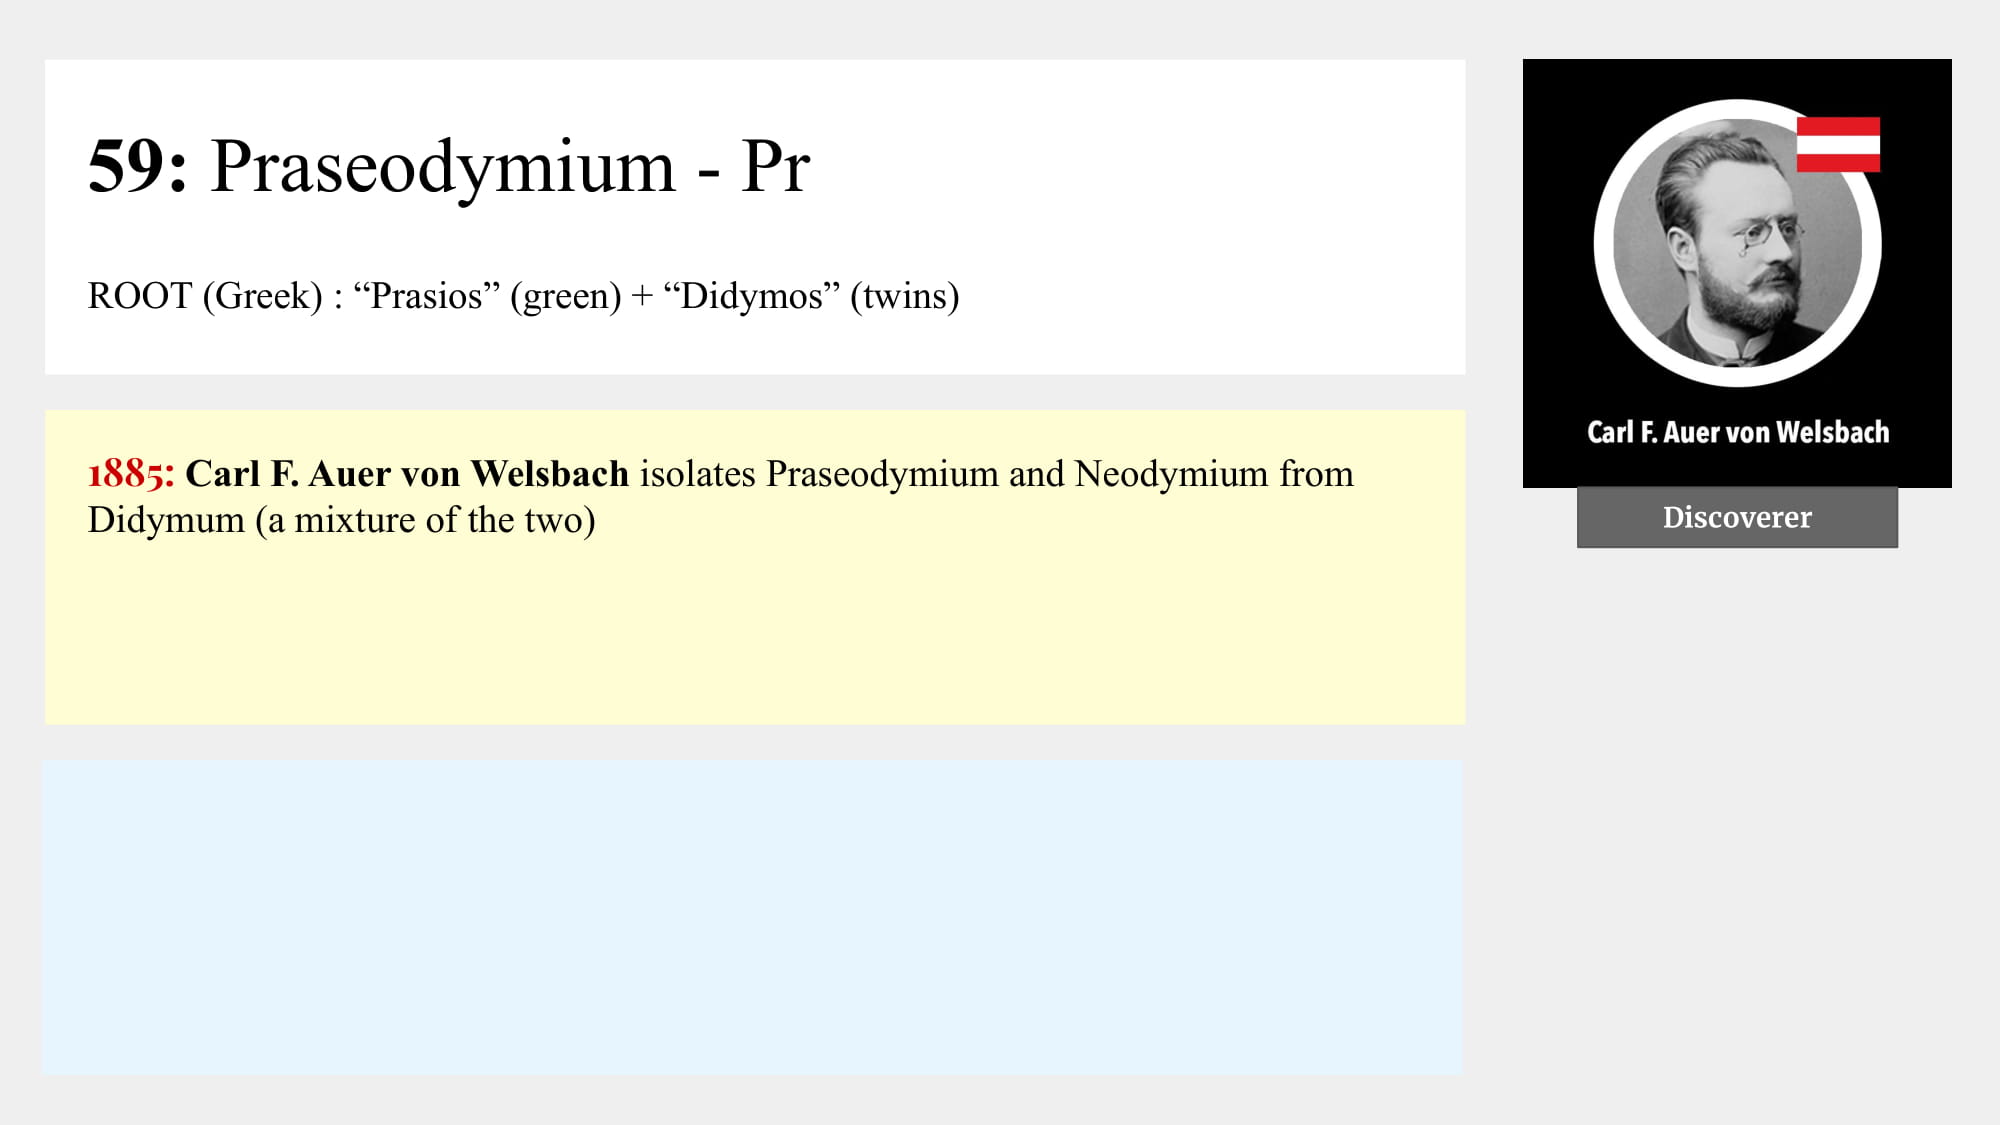 59: Praseodymium - Pr
ROOT (Greek) : “Prasios” (green) + “Didymos” (twins)
1885: Carl F. Auer von Welsbach isolates Praseodymium and Neodymium from
Didymum (a mixture of the two)
Carl F. Auer von Welsbach
Discoverer